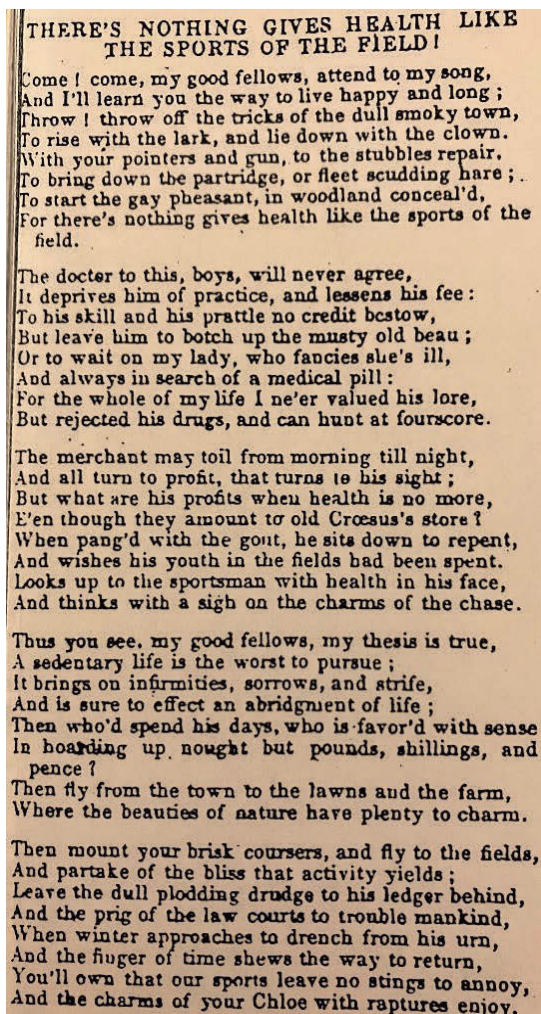 THERE'S NOTHING GIVES HEALTH LIKE
THE SPORTS OF THE FIELD!
Come! come, my good fellows, attend to my song,
And I'll learn you the way to live happy and long;
Throw! throw off the tricks of the dull smoky town,
To rise with the lark, and lie down with the clown.
With your pointers and gun, to the stubbles repair,
To bring down the partridge, or fleet scudding hare;
To start the gay pheasant, in woodland conceal'd,
For there's nothing gives health like the sports of the
field.
The docter to this, boys, will never agree,
It deprives him of practice, and lessens his fee:
To his skill and his prattle no credit bestow,
But leave him to botch up the musty old beau;
Or to wait on my lady, who fancies she's ill,
And always in search of a medical pill:
For the whole of my life I ne'er valued his lore,
But rejected his drugs, and can hunt at fourscore.
The merchant may toil from morning till night,
And all turn to profit, that turns to his sight;
But what are his profits wheu health is no more,
E'en though they amount to old Crœsus's store?
When pang'd with the gout, he sits down to repent,
And wishes his youth in the fields had been spent.
Looks up to the sportsman with health in his face,
And thinks with a sigh on the charms of the chase.
Thus you see, my good fellows, my thesis is true,
A sedentary life is the worst to pursue;
It brings on infirmities, sorrows, and strife,
And is sure to effect an abridgment of life;
Then who'd spend his days, who is favor'd with sense
In hoarding up nought but pounds, shillings, and
pence?
Then fly from the town to the lawns aud the farm,
Where the beauties of nature have plenty to charm.
Then mount your brisk coursers, and fly to the fields,
And partake of the bliss that activity yields;
Leave the dull plodding drudge to his ledger behind,
And the prig of the law courts to trouble mankind,
When winter approaches to drench from his urn,
And the fiuger of time shews the way to return,
You'll own that our sports leave no stings to annoy,
And the charms of your Chloe with raptures enjoy.